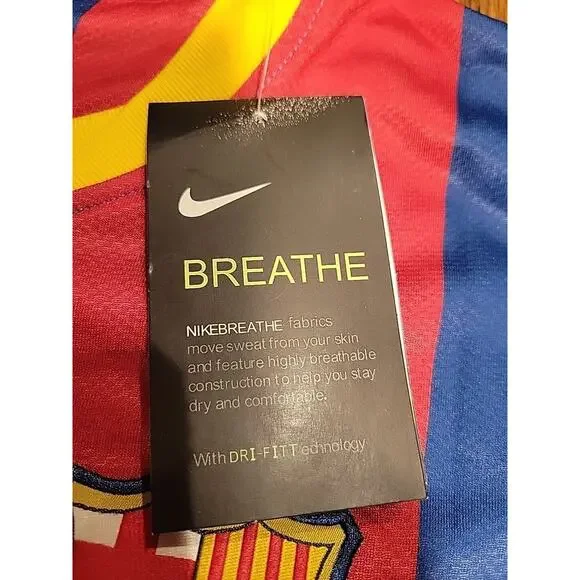 BREATHE
NIKEBREATHE fabrics
move sweat from your skin
and feature highly breathable
construction to help you stay
dry and comfortable.
With DRI-FITT echnology